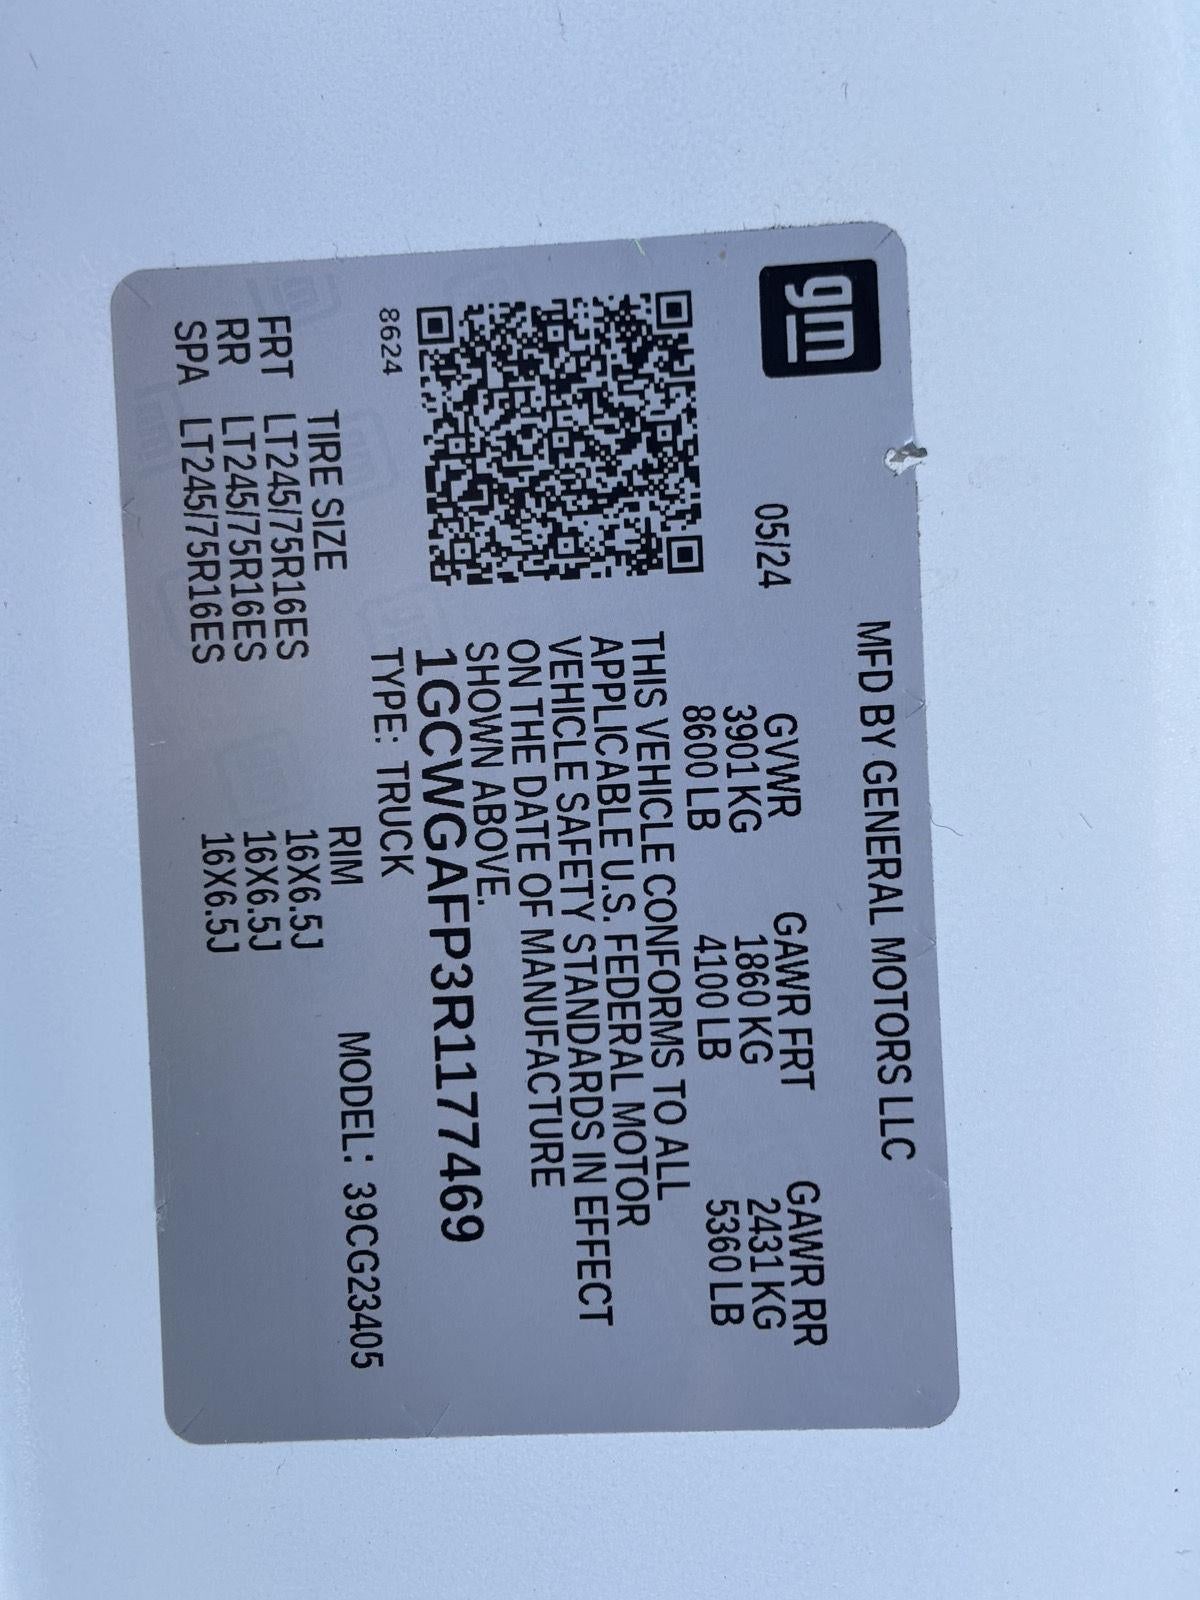 gm
MFD BY GENERAL MOTORS LLC
05/24
GVWR GAWR FRT GAWR RR
3901 KG 1860 KG 2431 KG
8600 LB 4100 LB 5360 LB
THIS VEHICLE CONFORMS TO ALL
APPLICABLE U.S. FEDERAL MOTOR
VEHICLE SAFETY STANDARDS IN EFFECT
ON THE DATE OF MANUFACTURE
SHOWN ABOVE.
1GCWGAFP3R1177469
8624
TYPE: TRUCK
MODEL: 39CG23405
TIRE SIZE RIM
FRT LT245/75R16ES 16X6.5J
RR LT245/75R16ES 16X6.5J
SPA LT245/75R16ES 16X6.5J